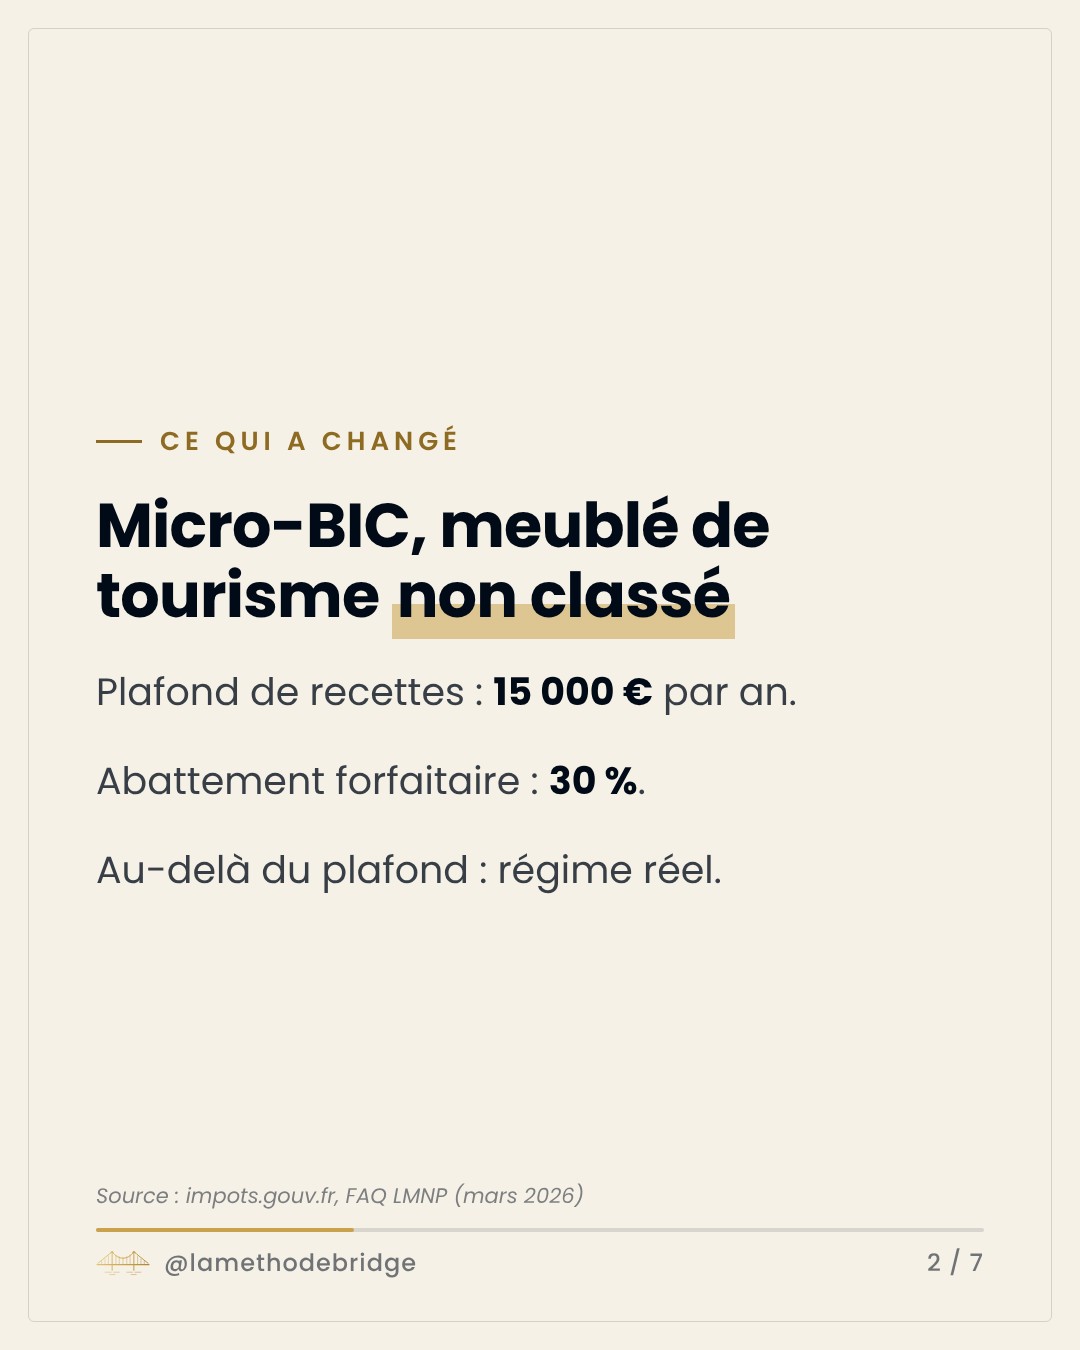 CE QUI A CHANGÉ
Micro-BIC, meublé de
tourisme non classé
Plafond de recettes : 15 000 € par an.
Abattement forfaitaire : 30 %.
Au-delà du plafond : régime réel.
Source : impots.gouv.fr, FAQ LMNP (mars 2026)
@lamethodebridge
2 / 7